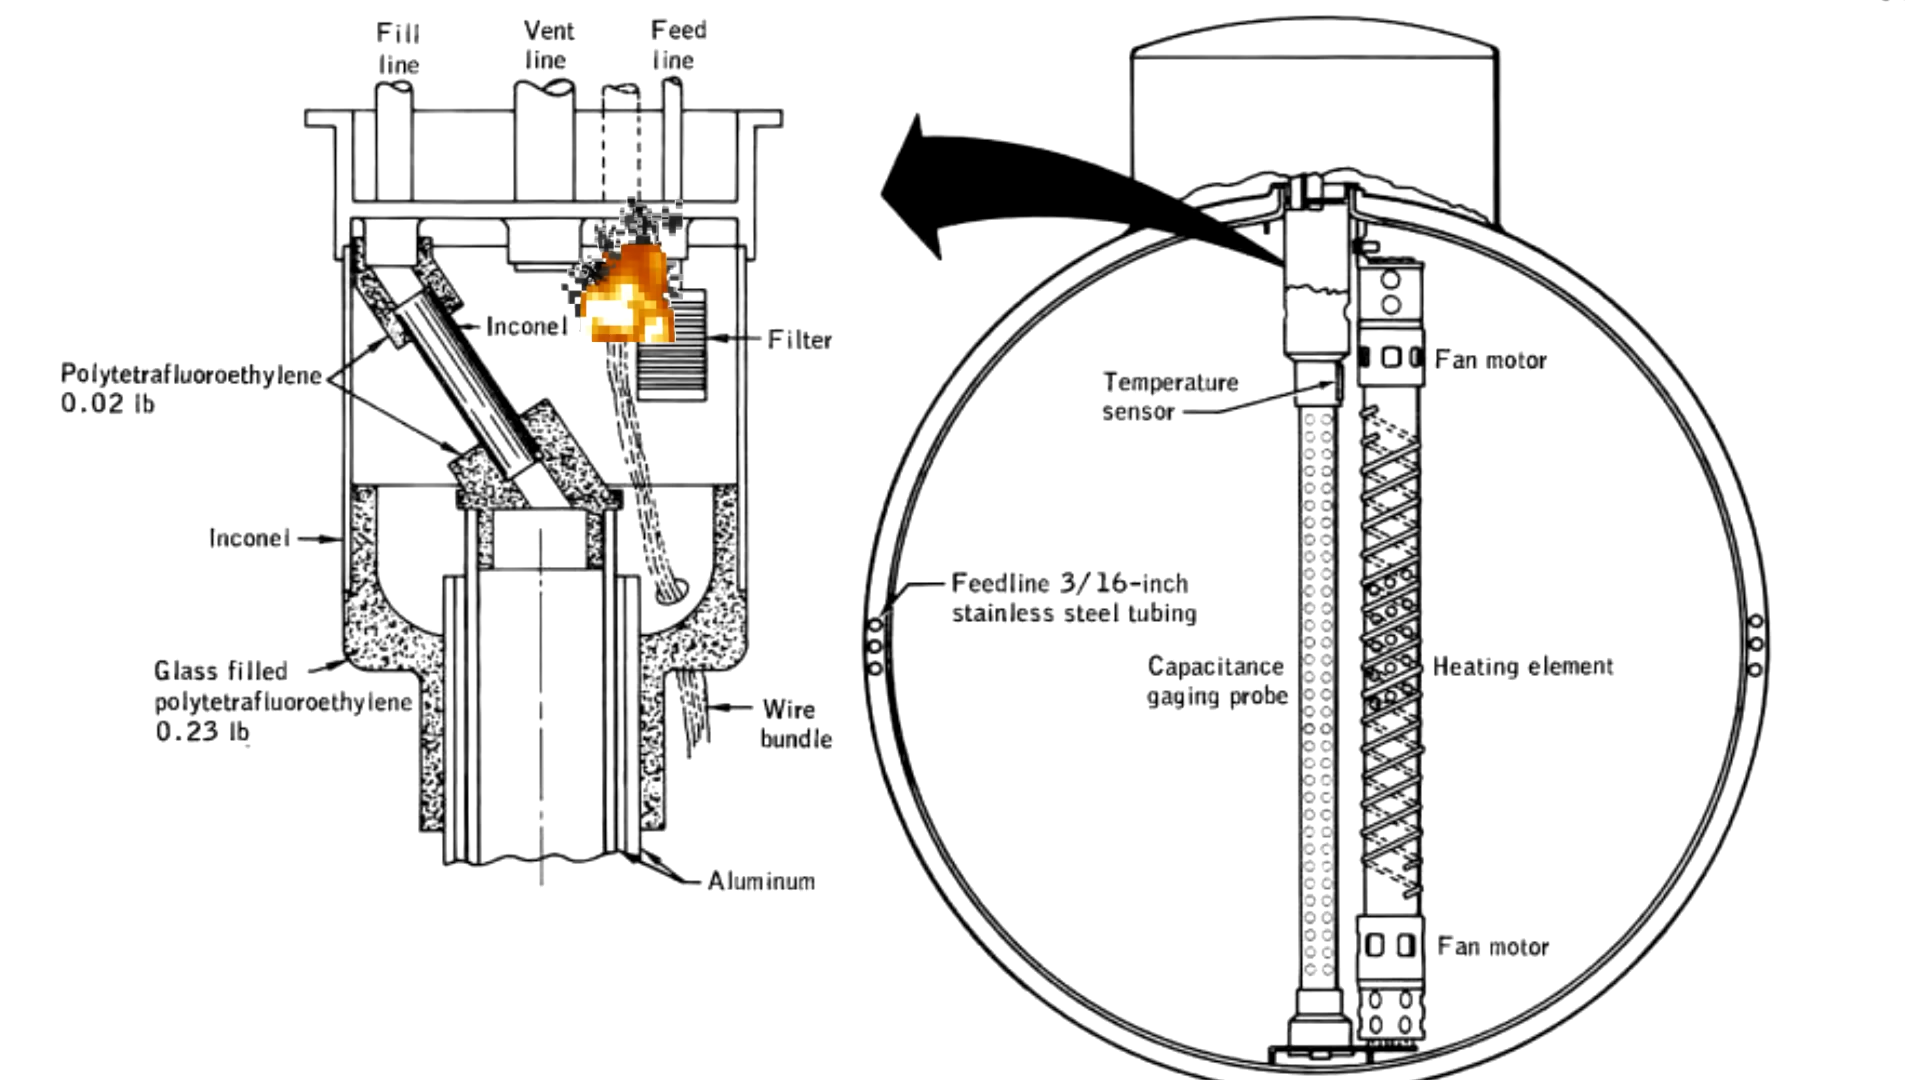 Fill
line
Vent
line
Feed
line
Inconel
Filter
Polytetrafluoroethylene
0.02 lb
Inconel
Glass filled
polytetrafluoroethylene
0.23 lb
Wire
bundle
Aluminum
Temperature
sensor
Fan motor
Feedline 3/16-inch
stainless steel tubing
Capacitance
gaging probe
Heating element
Fan motor